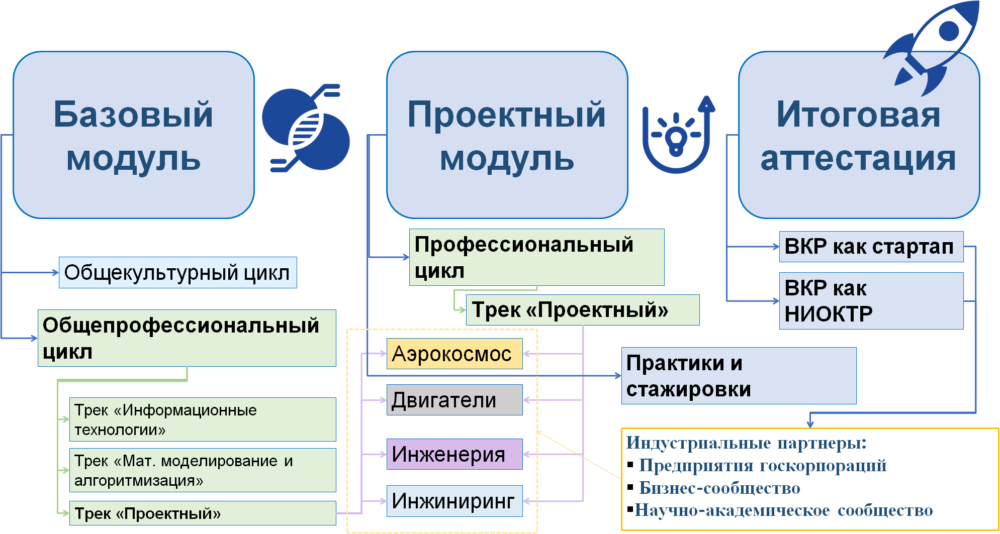 Базовый
модуль
Проектный
модуль
Итоговая
аттестация
Общекультурный цикл
Общепрофессиональный
цикл
Трек «Информационные
технологии»
Трек «Мат. моделирование и
алгоритмизация»
Трек «Проектный»
Профессиональный
цикл
Трек «Проектный»
Аэрокосмос
Двигатели
Инженерия
Инжиниринг
Практики и
стажировки
ВКР как стартап
ВКР как
НИОКТР
Индустриальные партнеры:
▪ Предприятия госкорпораций
▪ Бизнес-сообщество
▪Научно-академическое сообщество